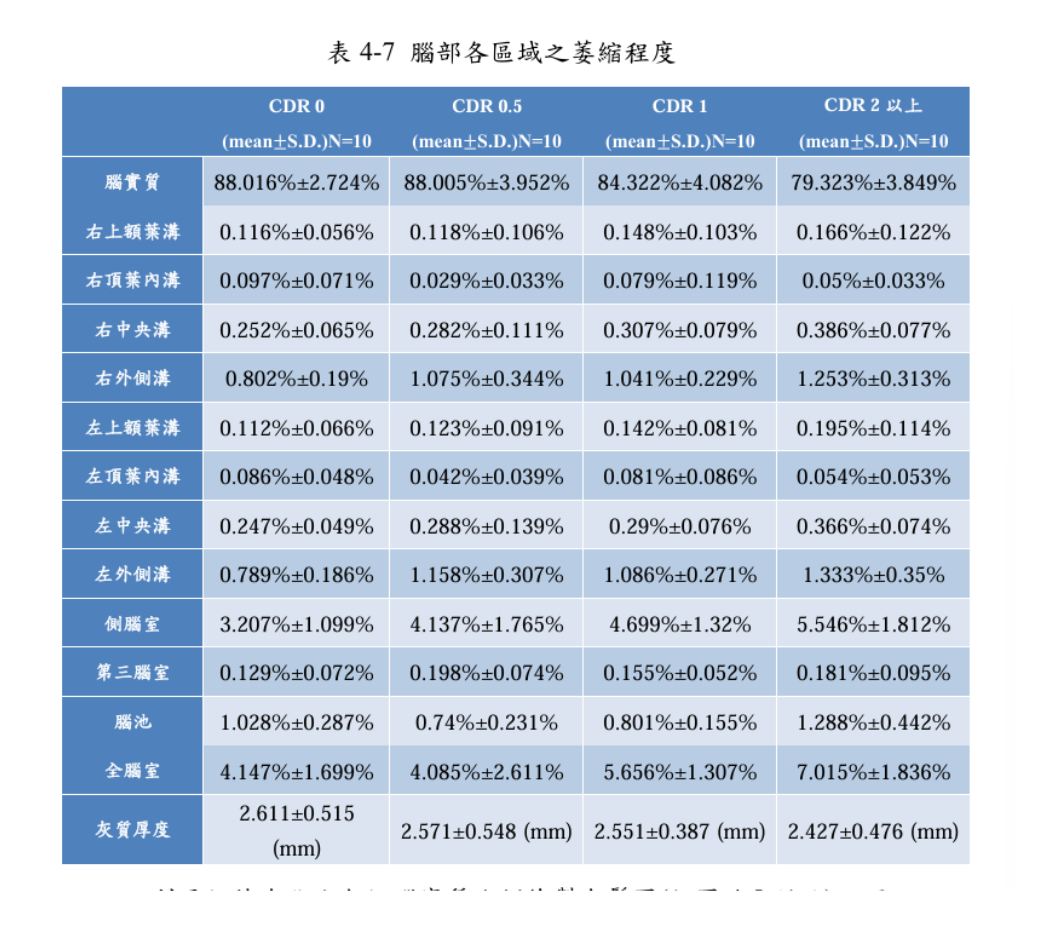 表 4-7 腦部各區域之萎縮程度
CDR 0 CDR 0.5 CDR 1 CDR 2 以上
(mean±S.D.)N=10 (mean±S.D.)N=10 (mean±S.D.)N=10 (mean±S.D.)N=10
腦實質 88.016%±2.724% 88.005%±3.952% 84.322%±4.082% 79.323%±3.849%
右上額葉溝 0.116%±0.056% 0.118%±0.106% 0.148%±0.103% 0.166%±0.122%
右頂葉內溝 0.097%±0.071% 0.029%±0.033% 0.079%±0.119% 0.05%±0.033%
右中央溝 0.252%±0.065% 0.282%±0.111% 0.307%±0.079% 0.386%±0.077%
右外側溝 0.802%±0.19% 1.075%±0.344% 1.041%±0.229% 1.253%±0.313%
左上額葉溝 0.112%±0.066% 0.123%±0.091% 0.142%±0.081% 0.195%±0.114%
左頂葉內溝 0.086%±0.048% 0.042%±0.039% 0.081%±0.086% 0.054%±0.053%
左中央溝 0.247%±0.049% 0.288%±0.139% 0.29%±0.076% 0.366%±0.074%
左外側溝 0.789%±0.186% 1.158%±0.307% 1.086%±0.271% 1.333%±0.35%
側腦室 3.207%±1.099% 4.137%±1.765% 4.699%±1.32% 5.546%±1.812%
第三腦室 0.129%±0.072% 0.198%±0.074% 0.155%±0.052% 0.181%±0.095%
腦池 1.028%±0.287% 0.74%±0.231% 0.801%±0.155% 1.288%±0.442%
全腦室 4.147%±1.699% 4.085%±2.611% 5.656%±1.307% 7.015%±1.836%
灰質厚度 2.611±0.515 (mm) 2.571±0.548 (mm) 2.551±0.387 (mm) 2.427±0.476 (mm)